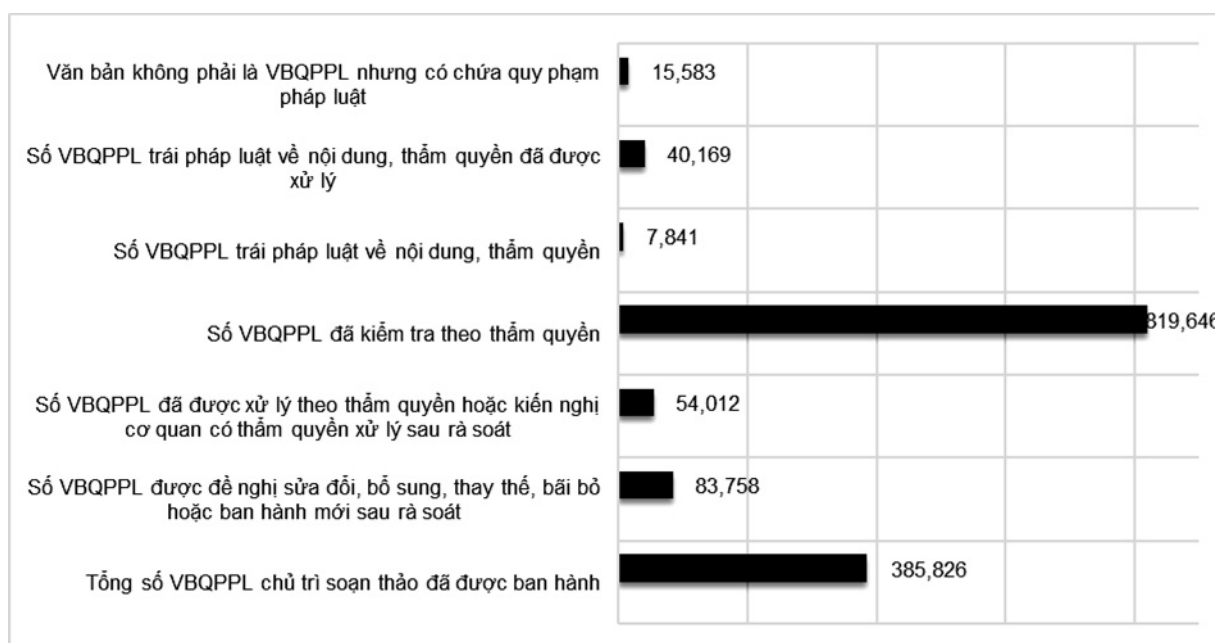 Văn bản không phải là VBQPPL nhưng có chứa quy phạm
pháp luật
15,583
Số VBQPPL trái pháp luật về nội dung, thẩm quyền đã được
xử lý
40,169
Số VBQPPL trái pháp luật về nội dung, thẩm quyền
7,841
Số VBQPPL đã kiểm tra theo thẩm quyền
819,646
Số VBQPPL đã được xử lý theo thẩm quyền hoặc kiến nghị
cơ quan có thẩm quyền xử lý sau rà soát
54,012
Số VBQPPL được đề nghị sửa đổi, bổ sung, thay thế, bãi bỏ
hoặc ban hành mới sau rà soát
83,758
Tổng số VBQPPL chủ trì soạn thảo đã được ban hành
385,826